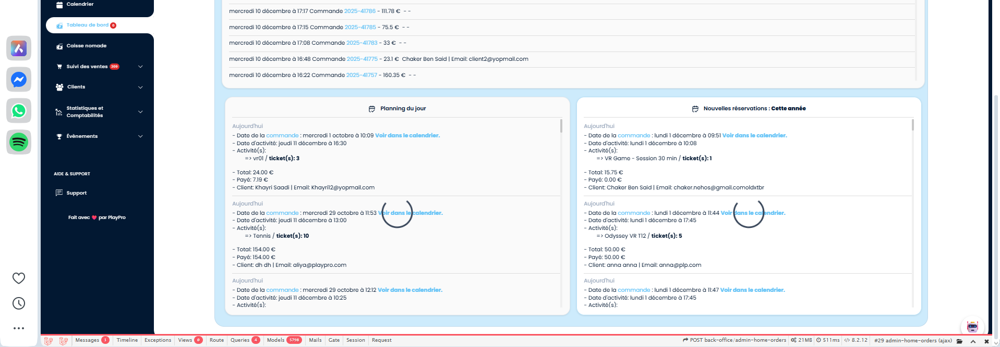 Calendrier
Tableau de bord 0
Caisse nomade
Suivi des ventes 209
Clients
Statistiques et
Comptabilités
Évènements
AIDE & SUPPORT
Support
Fait avec ❤ par PlayPro
mercredi 10 décembre à 17:17 Commande 2025-41786 - 111.78 € - -
mercredi 10 décembre à 17:15 Commande 2025-41785 - 75.5 € - -
mercredi 10 décembre à 17:08 Commande 2025-41783 - 33 € - -
mercredi 10 décembre à 16:48 Commande 2025-41775 - 23.1 € Chaker Ben Said | Email: client2@yopmail.com
mercredi 10 décembre à 16:22 Commande 2025-41757 - 160.35 € - -
Planning du jour
Aujourd'hui
- Date de la commande : mercredi 1 octobre à 10:09 Voir dans le calendrier.
- Date d'activité: jeudi 11 décembre à 16:30
- Activité(s):
=> vr01 / ticket(s): 3
- Total: 24.00 €
- Payé: 7.19 €
- Client: Khayri Saadi | Email: Khayri12@yopmail.com
Aujourd'hui
- Date de la commande : mercredi 29 octobre à 11:53 Voir dans le calendrier.
- Date d'activité: jeudi 11 décembre à 13:00
- Activité(s):
=> Tennis / ticket(s): 10
- Total: 154.00 €
- Payé: 154.00 €
- Client: dh dh | Email: aliya@playpro.com
Aujourd'hui
- Date de la commande : mercredi 29 octobre à 12:12 Voir dans le calendrier.
- Date d'activité: jeudi 11 décembre à 10:25
- Activité(s):
Nouvelles réservations : Cette année
Aujourd'hui
- Date de la commande : lundi 1 décembre à 09:51 Voir dans le calendrier.
- Date d'activité: lundi 1 décembre à 10:08
- Activité(s):
=> VR Game - Session 30 min / ticket(s): 1
- Total: 15.75 €
- Payé: 0.00 €
- Client: Chaker Ben Said | Email: chaker.nehos@gmail.comoldxtbr
Aujourd'hui
- Date de la commande : lundi 1 décembre à 11:44 Voir dans le calendrier.
- Date d'activité: lundi 1 décembre à 17:45
- Activité(s):
=> Odyssey VR T12 / ticket(s): 5
- Total: 50.00 €
- Payé: 50.00 €
- Client: anna anna | Email: anna@plp.com
Aujourd'hui
- Date de la commande : lundi 1 décembre à 11:47 Voir dans le calendrier.
- Date d'activité: lundi 1 décembre à 17:45
- Activité(s):
Messages 1 Timeline Exceptions Views 0 Route Queries 4 Models 5798 Mails Gate Session Request POST back-office/admin-home-orders 21MB 511ms 8.2.12 #29 admin-home-orders (ajax)